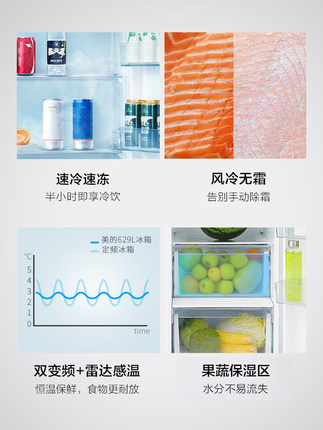 速冷速冻
半小时即享冷饮
风冷无霜
告别手动除霜
美的629L冰箱
定频冰箱
℃
5
4
3
2
1
0
time
双变频+雷达感温
恒温保鲜，食物更耐放
果蔬保湿区
水分不易流失